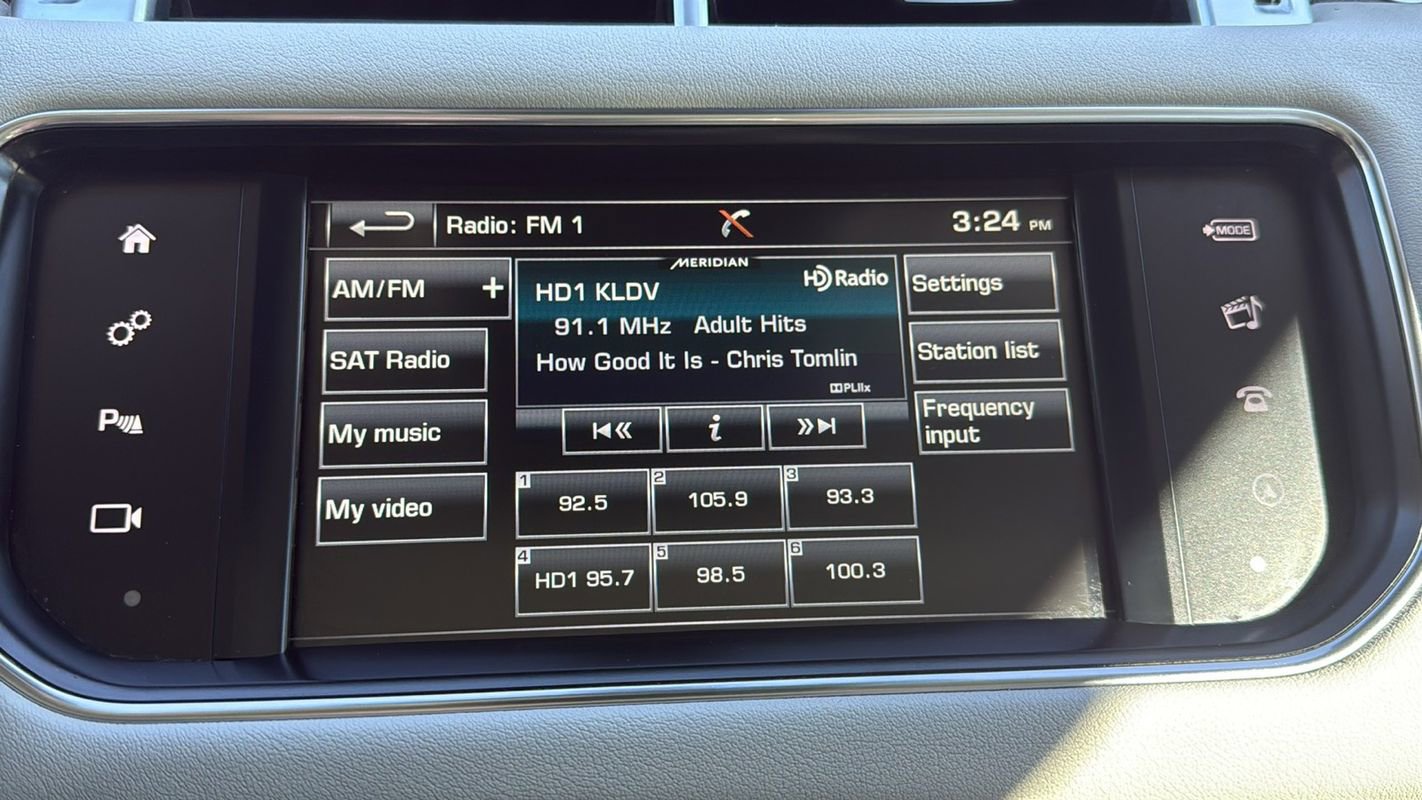 Radio: FM 1
3:24 PM
MODE
AM/FM +
MERIDIAN
HD Radio
Settings
HD1 KLDV
91.1 MHz Adult Hits
SAT Radio
How Good It Is - Chris Tomlin
Station list
PLIIx
My music
i
Frequency
input
P
My video
1 92.5
2 105.9
3 93.3
4 HD1 95.7
5 98.5
6 100.3